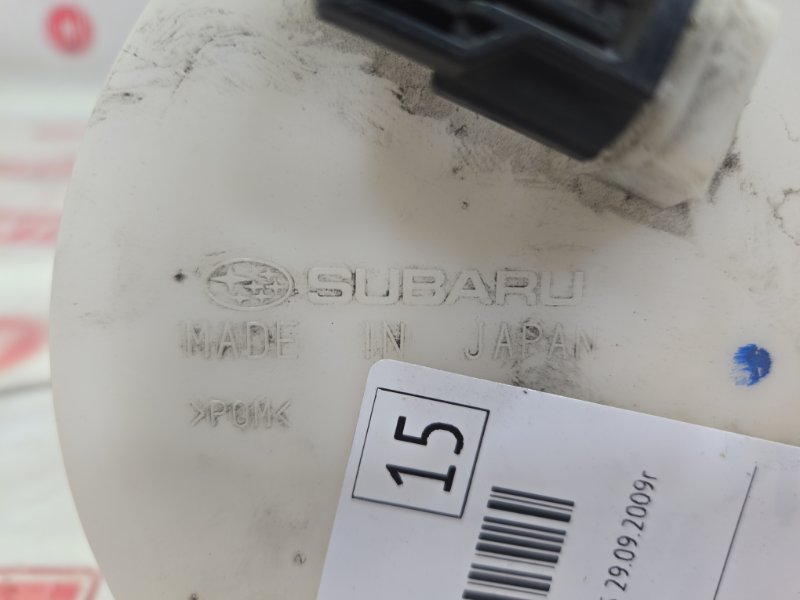 SUBARU
MADE IN JAPAN
>POM<
15
29.09.2009г